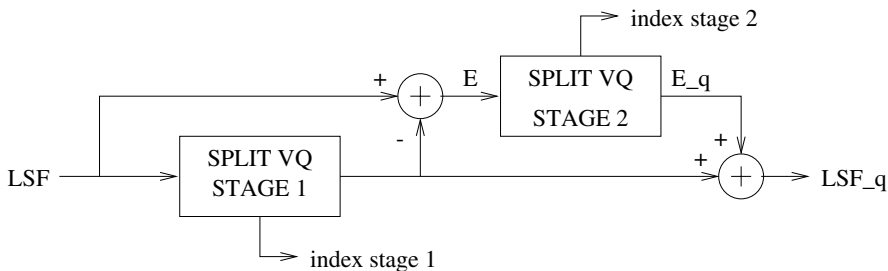 index stage 2
+ E SPLIT VQ E_q
+
STAGE 2
-
+
SPLIT VQ
+
LSF STAGE 1 + LSF_q
index stage 1